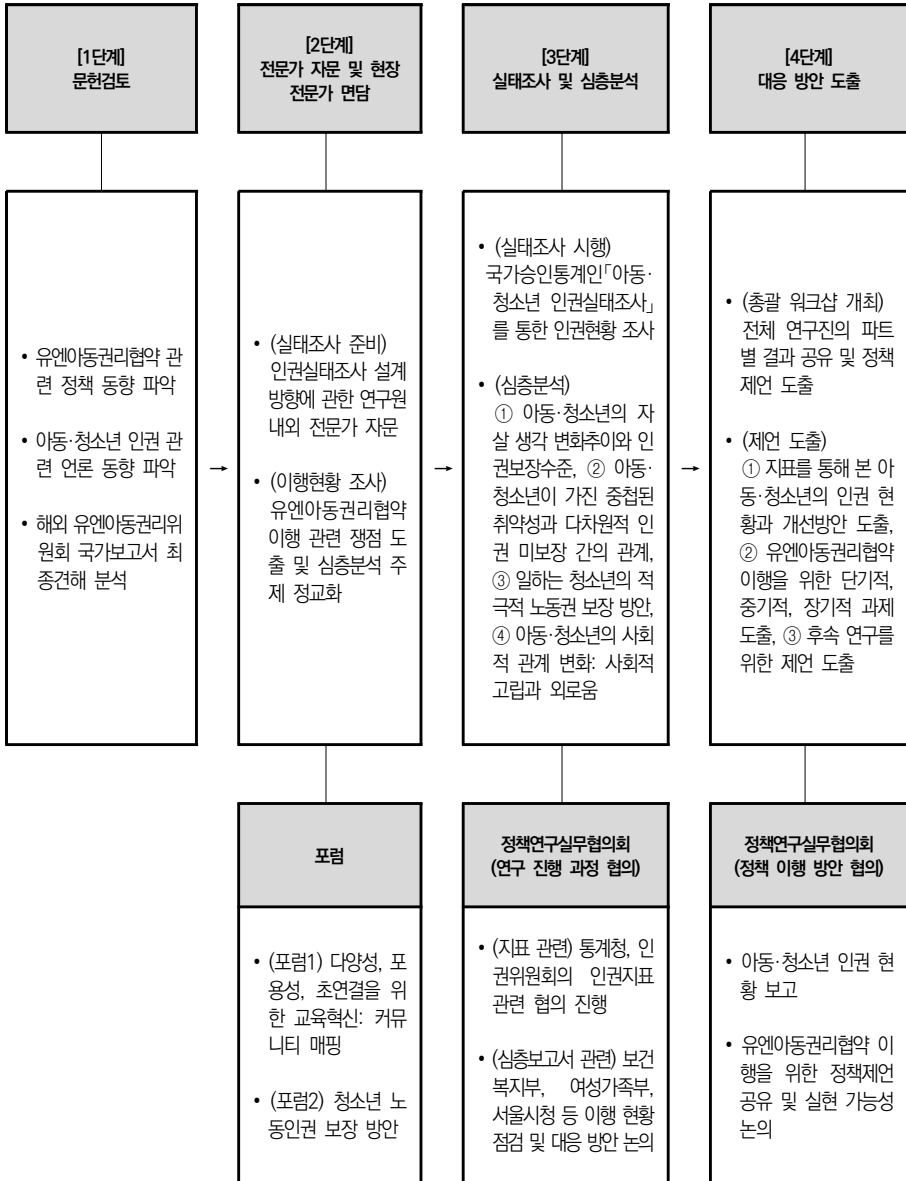 [1단계]
문헌검토
[2단계]
전문가 자문 및 현장
전문가 면담
[3단계]
실태조사 및 심층분석
[4단계]
대응 방안 도출
• 유엔아동권리협약 관
련 정책 동향 파악
• 아동·청소년 인권 관
련 언론 동향 파악
• 해외 유엔아동권리위
원회 국가보고서 최
종견해 분석
→
• (실태조사 준비)
인권실태조사 설계
방향에 관한 연구원
내외 전문가 자문
• (이행현황 조사)
유엔아동권리협약
이행 관련 쟁점 도
출 및 심층분석 주
제 정교화
→
• (실태조사 시행)
국가승인통계인「아동·
청소년 인권실태조사」
를 통한 인권현황 조사
• (심층분석)
① 아동·청소년의 자
살 생각 변화추이와 인
권보장수준, ② 아동·
청소년이 가진 중첩된
취약성과 다차원적 인
권 미보장 간의 관계,
③ 일하는 청소년의 적
극적 노동권 보장 방안,
④ 아동·청소년의 사회
적 관계 변화: 사회적
고립과 외로움
→
• (총괄 워크샵 개최)
전체 연구진의 파트
별 결과 공유 및 정책
제언 도출
• (제언 도출)
① 지표를 통해 본 아
동·청소년의 인권 현
황과 개선방안 도출,
② 유엔아동권리협약
이행을 위한 단기적,
중기적, 장기적 과제
도출, ③ 후속 연구를
위한 제언 도출
포럼
정책연구실무협의회
(연구 진행 과정 협의)
정책연구실무협의회
(정책 이행 방안 협의)
• (포럼1) 다양성, 포
용성, 초연결을 위
한 교육혁신: 커뮤
니티 매핑
• (포럼2) 청소년 노
동인권 보장 방안
• (지표 관련) 통계청, 인
권위원회의 인권지표
관련 협의 진행
• (심층보고서 관련) 보건
복지부, 여성가족부,
서울시청 등 이행 현황
점검 및 대응 방안 논의
• 아동·청소년 인권 현
황 보고
• 유엔아동권리협약 이
행을 위한 정책제언
공유 및 실현 가능성
논의